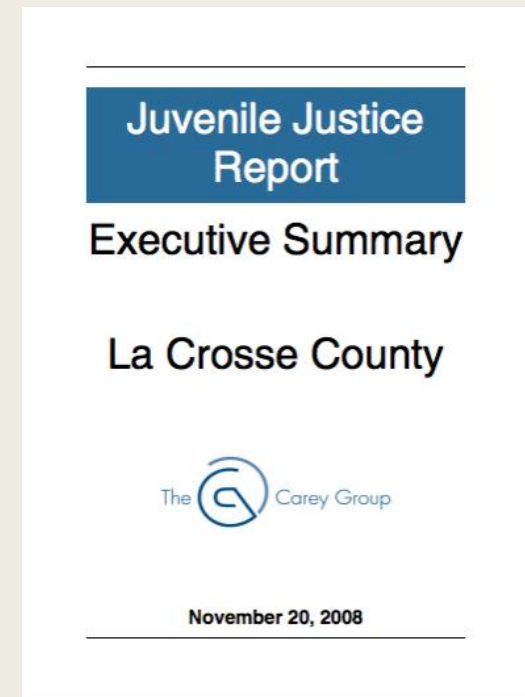 Juvenile Justice
Report
Executive Summary
La Crosse County
The Carey Group
November 20, 2008